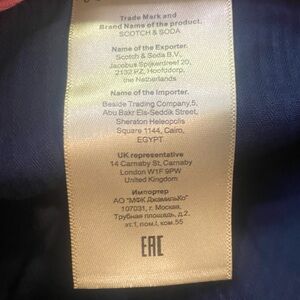 Trade Mark and
Brand Name of the product.
SCOTCH & SODA
Name of the Exporter.
Scotch & Soda B.V.,
Jacobus Spijkerdreef 20,
2132 PZ, Hoofddorp,
the Netherlands
Name of the Importer.
Beside Trading Company,5,
Abu Bakr Els-Seddik Street,
Sheraton Heleopolis
Square 1144, Cairo,
EGYPT
UK representative
14 Carnaby St, Carnaby
London W1F 9PW
United Kingdom
Импортер
АО "МФК ДжамильКо"
107031, г. Москва,
Трубная площадь, д.2.
эт.1, пом.I, ком.55
EAC